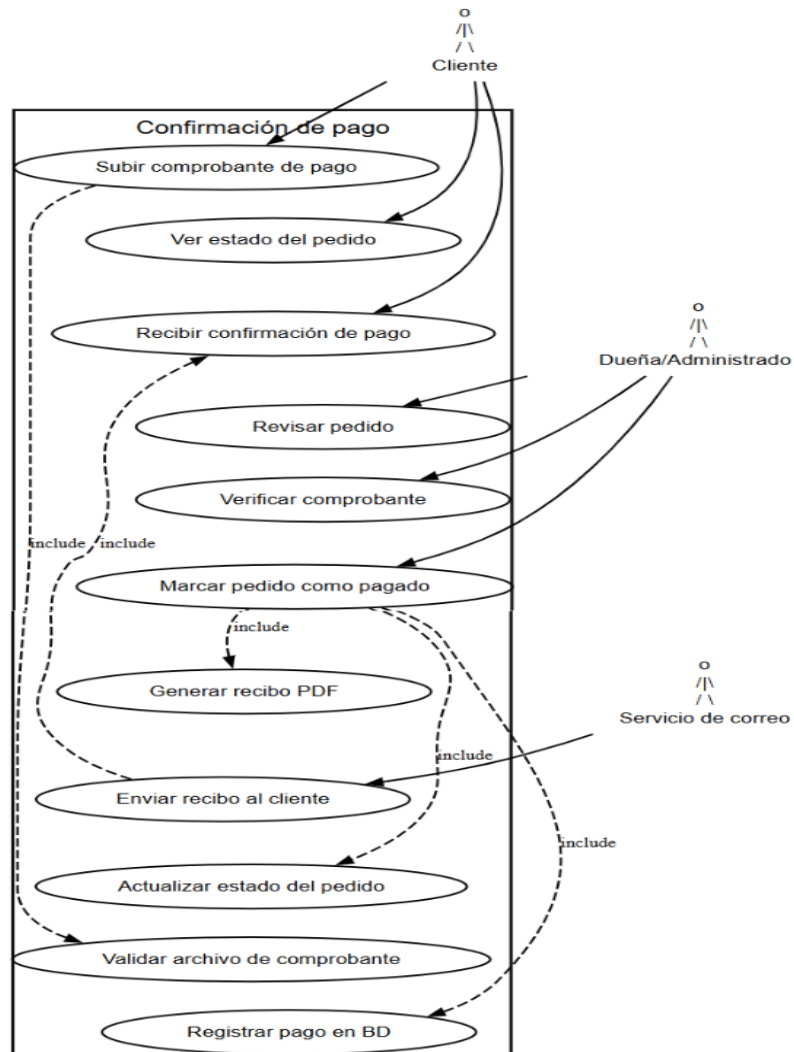 Cliente
Confirmación de pago
Subir comprobante de pago
Ver estado del pedido
Recibir confirmación de pago
Dueña/Administrado
Revisar pedido
Verificar comprobante
include
include
Marcar pedido como pagado
include
Generar recibo PDF
Servicio de correo
include
Enviar recibo al cliente
include
Actualizar estado del pedido
Validar archivo de comprobante
Registrar pago en BD